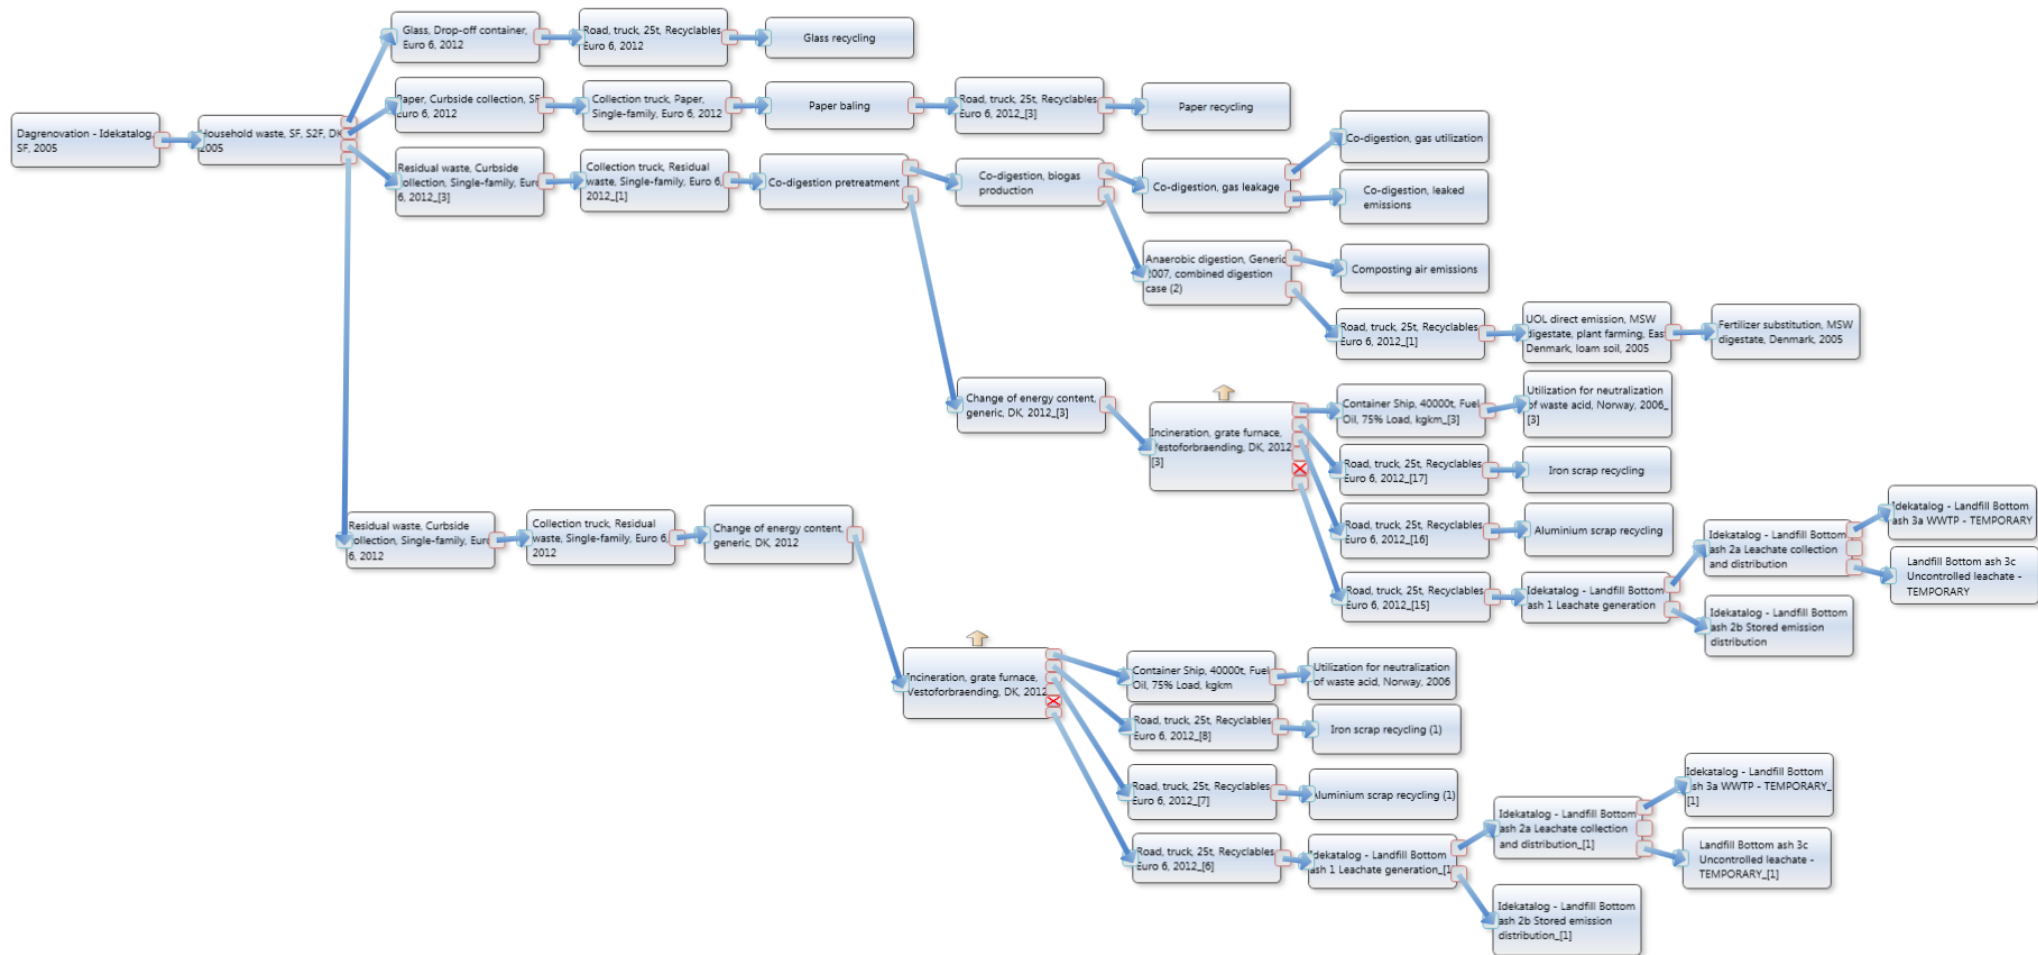 Dagrenovation - Idekatalog,
SF, 2005
Household waste, SF, S2F, DK,
2005
Glass, Drop-off container,
Euro 6, 2012
Road, truck, 25t, Recyclables,
Euro 6, 2012
Glass recycling
Paper, Curbside collection, SF,
Euro 6, 2012
Collection truck, Paper,
Single-family, Euro 6, 2012
Paper baling
Road, truck, 25t, Recyclables,
Euro 6, 2012_[3]
Paper recycling
Residual waste, Curbside
collection, Single-family, Euro
6, 2012_[3]
Collection truck, Residual
waste, Single-family, Euro 6,
2012_[1]
Co-digestion pretreatment
Co-digestion, biogas
production
Co-digestion, gas leakage
Co-digestion, gas utilization
Co-digestion, leaked
emissions
Anaerobic digestion, Generic
2007, combined digestion
case (2)
Composting air emissions
Road, truck, 25t, Recyclables,
Euro 6, 2012_[1]
UOL direct emission, MSW
digestate, plant farming, East
Denmark, loam soil, 2005
Fertilizer substitution, MSW
digestate, Denmark, 2005
Change of energy content,
generic, DK, 2012_[3]
Incineration, grate furnace,
Vestoforbraending, DK, 2012_
[3]
Container Ship, 40000t, Fuel
Oil, 75% Load, kgkm_[3]
Utilization for neutralization
of waste acid, Norway, 2006_
[3]
Road, truck, 25t, Recyclables,
Euro 6, 2012_[17]
Iron scrap recycling
Road, truck, 25t, Recyclables,
Euro 6, 2012_[16]
Aluminium scrap recycling
Road, truck, 25t, Recyclables,
Euro 6, 2012_[15]
Idekatalog - Landfill Bottom
ash 1 Leachate generation
Idekatalog - Landfill Bottom
ash 2a Leachate collection
and distribution
Idekatalog - Landfill Bottom
ash 3a WWTP - TEMPORARY
Landfill Bottom ash 3c
Uncontrolled leachate -
TEMPORARY
Idekatalog - Landfill Bottom
ash 2b Stored emission
distribution
Residual waste, Curbside
collection, Single-family, Euro
6, 2012
Collection truck, Residual
waste, Single-family, Euro 6,
2012
Change of energy content,
generic, DK, 2012
Incineration, grate furnace,
Vestoforbraending, DK, 2012
Container Ship, 40000t, Fuel
Oil, 75% Load, kgkm
Utilization for neutralization
of waste acid, Norway, 2006
Road, truck, 25t, Recyclables,
Euro 6, 2012_[8]
Iron scrap recycling (1)
Road, truck, 25t, Recyclables,
Euro 6, 2012_[7]
Aluminium scrap recycling (1)
Road, truck, 25t, Recyclables,
Euro 6, 2012_[6]
Idekatalog - Landfill Bottom
ash 1 Leachate generation_[1]
Idekatalog - Landfill Bottom
ash 2a Leachate collection
and distribution_[1]
Idekatalog - Landfill Bottom
ash 3a WWTP - TEMPORARY_
[1]
Landfill Bottom ash 3c
Uncontrolled leachate -
TEMPORARY_[1]
Idekatalog - Landfill Bottom
ash 2b Stored emission
distribution_[1]